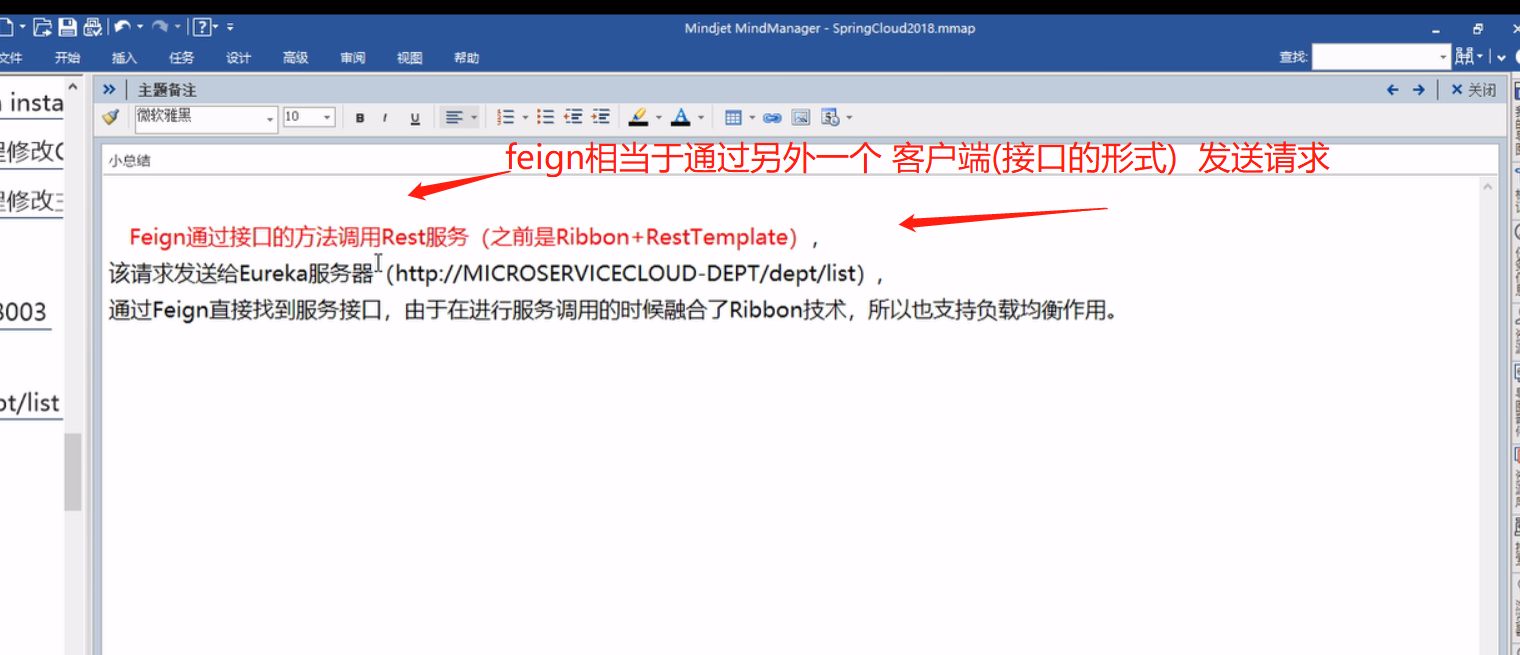 Mindjet MindManager - SpringCloud2018.mmap
文件 开始 插入 任务 设计 高级 审阅 视图 帮助 查找:
主题备注 关闭
微软雅黑 10 B I U
小总结
feign相当于通过另外一个 客户端(接口的形式) 发送请求
Feign通过接口的方法调用Rest服务（之前是Ribbon+RestTemplate），
该请求发送给Eureka服务器（http://MICROSERVICECLOUD-DEPT/dept/list），
通过Feign直接找到服务接口，由于在进行服务调用的时候融合了Ribbon技术，所以也支持负载均衡作用。
insta
修改
修改
8003
pt/list